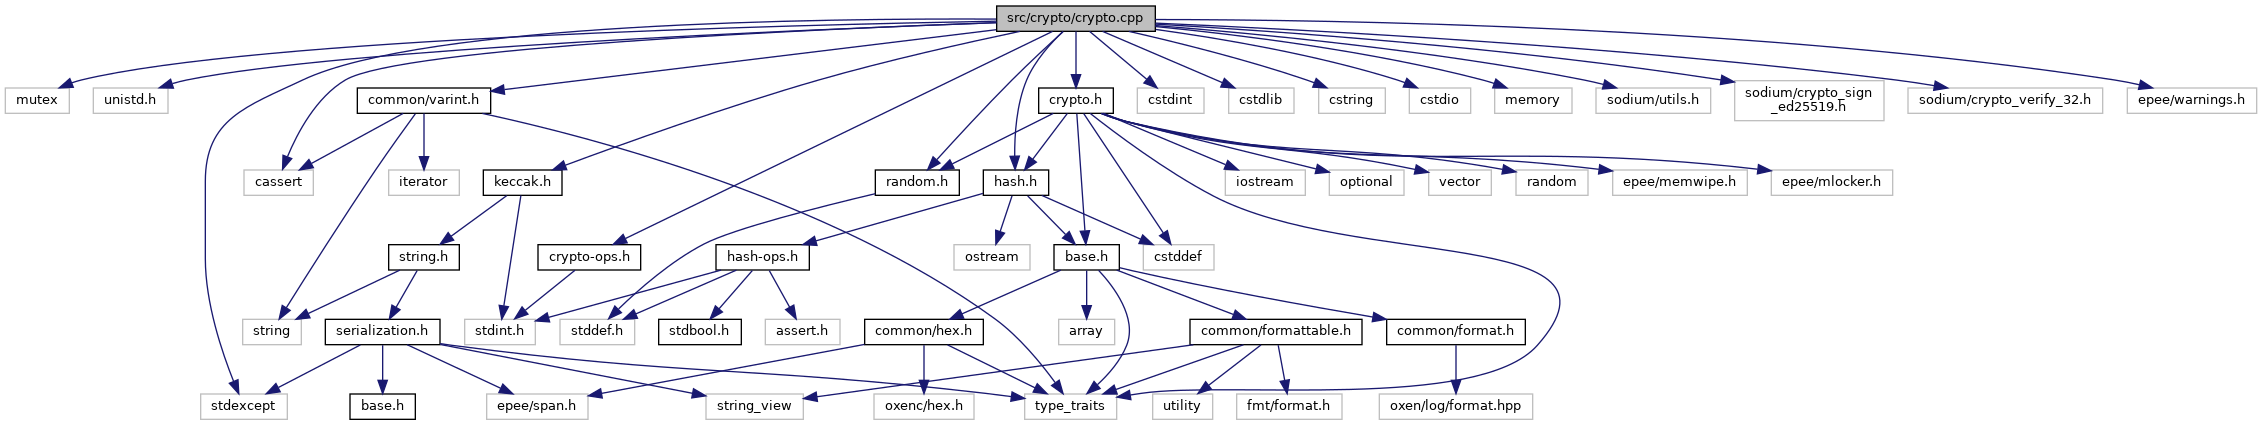 src/crypto/crypto.cpp
mutex
unistd.h
common/varint.h
crypto.h
cstdint
cstdlib
cstring
cstdio
memory
sodium/utils.h
sodium/crypto_sign
_ed25519.h
sodium/crypto_verify_32.h
epee/warnings.h
cassert
iterator
keccak.h
random.h
hash.h
iostream
optional
vector
random
epee/memwipe.h
epee/mlocker.h
string.h
crypto-ops.h
hash-ops.h
ostream
base.h
cstddef
string
serialization.h
stdint.h
stddef.h
stdbool.h
assert.h
common/hex.h
array
common/formattable.h
common/format.h
stdexcept
base.h
epee/span.h
string_view
oxenc/hex.h
type_traits
utility
fmt/format.h
oxen/log/format.hpp